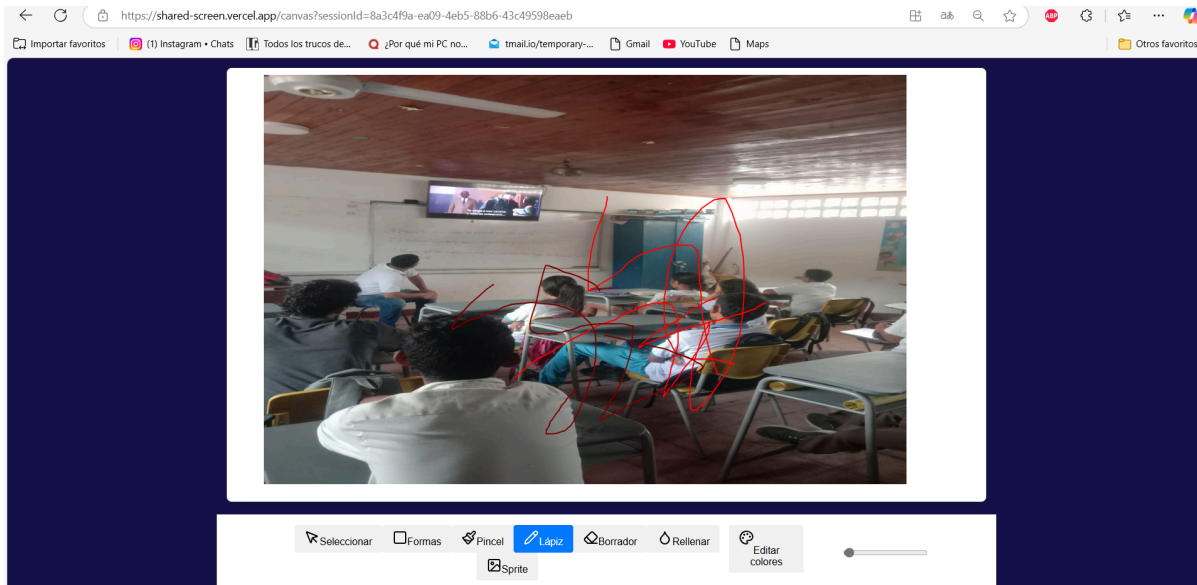 https://shared-screen.vercel.app/canvas?sessionId=8a3c4f9a-ea09-4eb5-88b6-43c49598eaeb
Importar favoritos
(1) Instagram • Chats
Todos los trucos de...
¿Por qué mi PC no...
tmail.io/temporary-...
Gmail
YouTube
Maps
Otros favoritos
ABP
Seleccionar
Formas
Pincel
Lápiz
Borrador
Rellenar
Editar
colores
Sprite